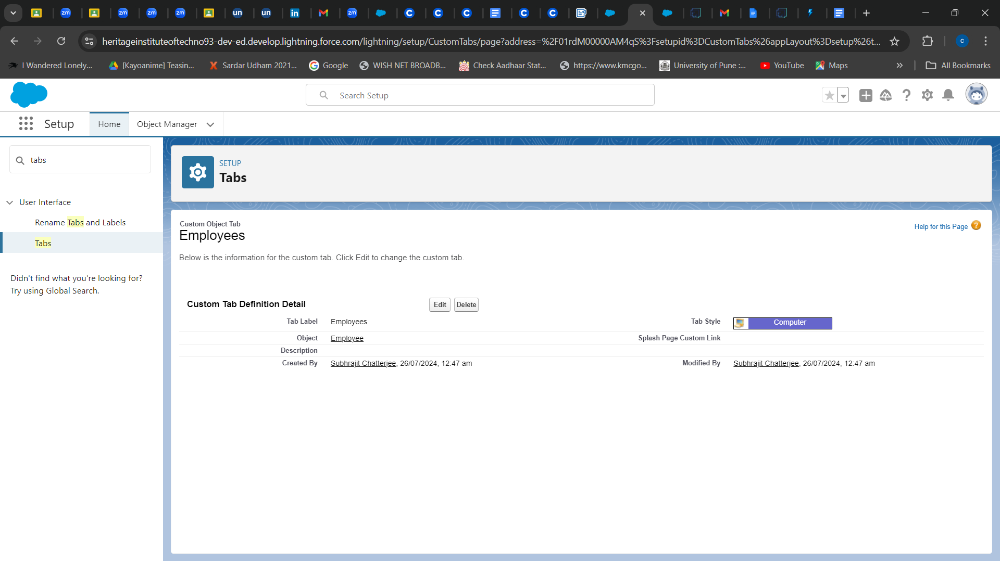 zm
zm
zm
zm
un
un
in
zm
heritageinstituteoftechno93-dev-ed.develop.lightning.force.com/lightning/setup/CustomTabs/page?address=%2F01rdM00000AM4qS%3Fsetupid%3DCustomTabs%26appLayout%3Dsetup%26t...
C
I Wandered Lonely...
[Kayoanime] Teasin...
Sardar Udham 2021...
Google
WISH NET BROADB...
Check Aadhaar Stat...
https://www.kmcgo...
University of Pune :...
YouTube
Maps
All Bookmarks
Search Setup
Setup
Home
Object Manager
tabs
User Interface
Rename Tabs and Labels
Tabs
Didn't find what you're looking for?
Try using Global Search.
SETUP
Tabs
Custom Object Tab
Employees
Help for this Page
Below is the information for the custom tab. Click Edit to change the custom tab.
Custom Tab Definition Detail
Edit
Delete
Tab Label Employees
Tab Style Computer
Object Employee
Splash Page Custom Link
Description
Created By Subhrajit Chatterjee, 26/07/2024, 12:47 am
Modified By Subhrajit Chatterjee, 26/07/2024, 12:47 am